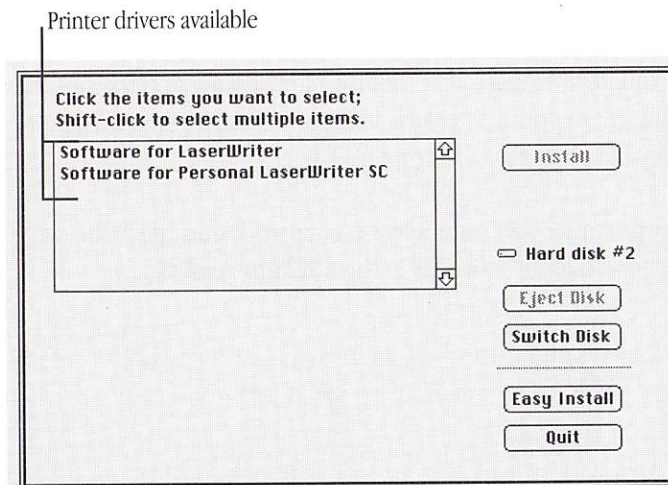 Printer drivers available
Click the items you want to select;
Shift-click to select multiple items.
Software for LaserWriter
Software for Personal LaserWriter SC
Install
Hard disk #2
Eject Disk
Switch Disk
Easy Install
Quit